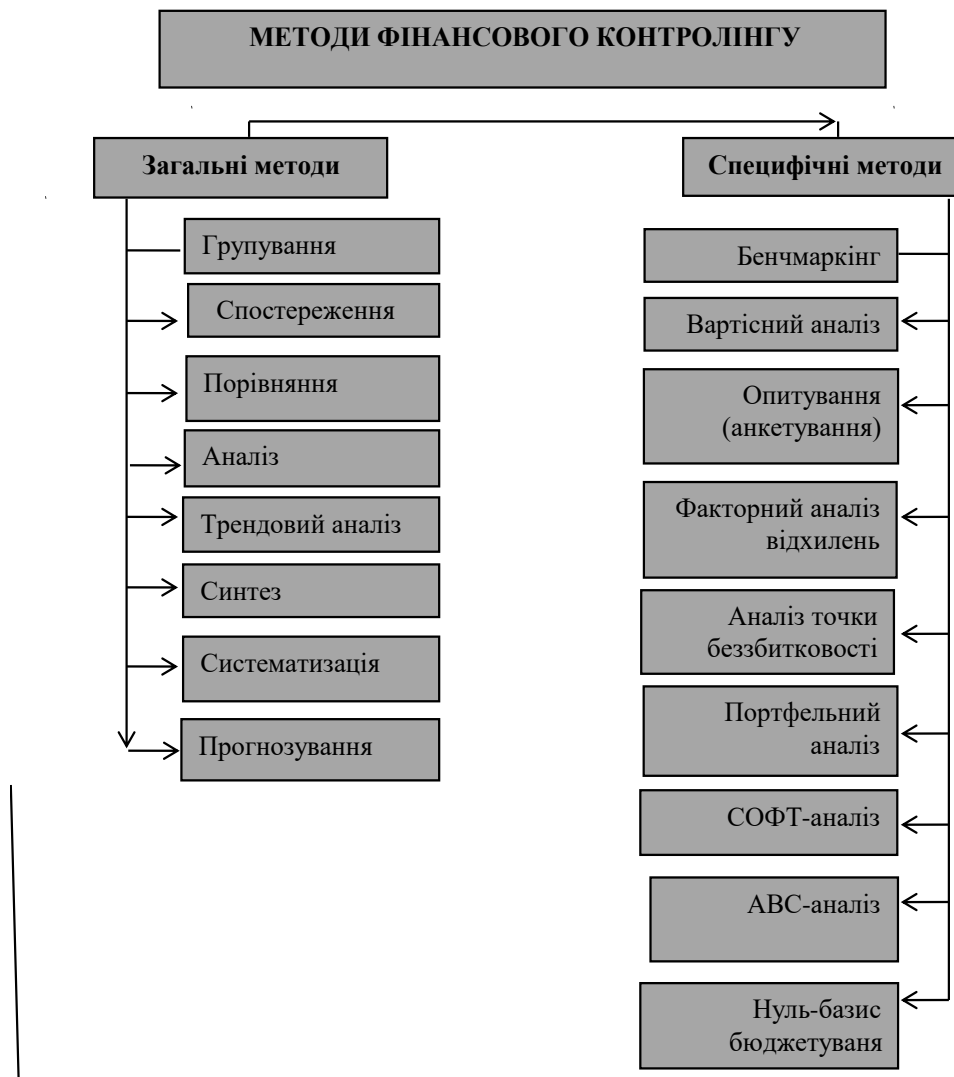 МЕТОДИ ФІНАНСОВОГО КОНТРОЛІНГУ
Загальні методи
Групування
Спостереження
Порівняння
Аналіз
Трендовий аналіз
Синтез
Систематизація
Прогнозування
Специфічні методи
Бенчмаркінг
Вартісний аналіз
Опитування
(анкетування)
Факторний аналіз
відхилень
Аналіз точки
беззбитковості
Портфельний
аналіз
СОФТ-аналіз
АВС-аналіз
Нуль-базис
бюджетуваня